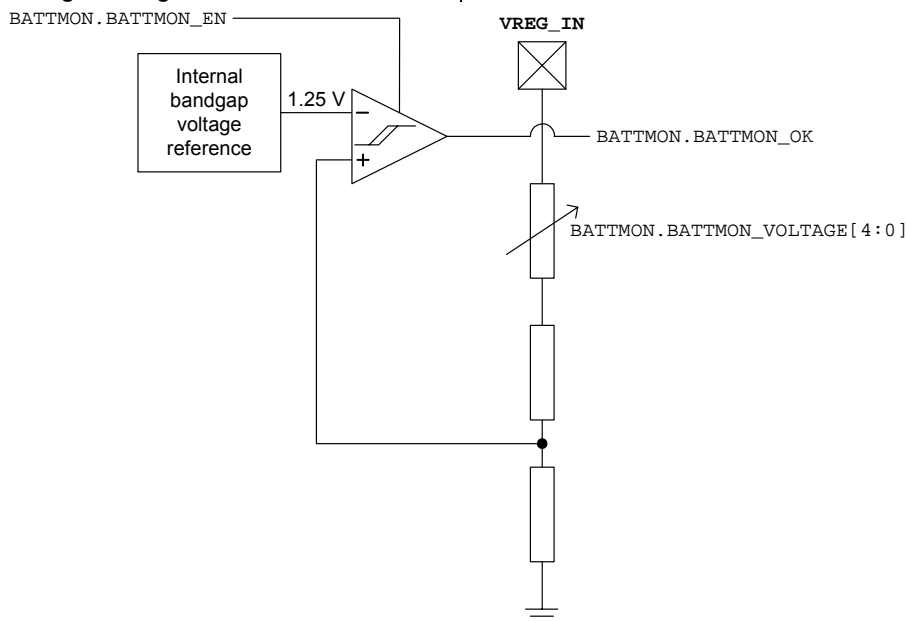 BATTMON.BATTMON_EN
VREG_IN
Internal
bandgap
voltage
reference
1.25 V
BATTMON.BATTMON_OK
BATTMON.BATTMON_VOLTAGE[4:0]